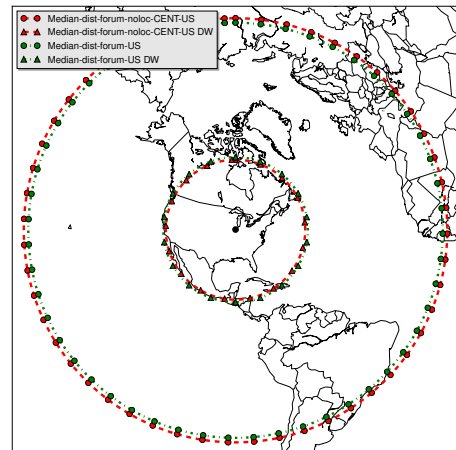 Median-dist-forum-noloc-CENT-US
Median-dist-forum-noloc-CENT-US DW
Median-dist-forum-US
Median-dist-forum-US DW